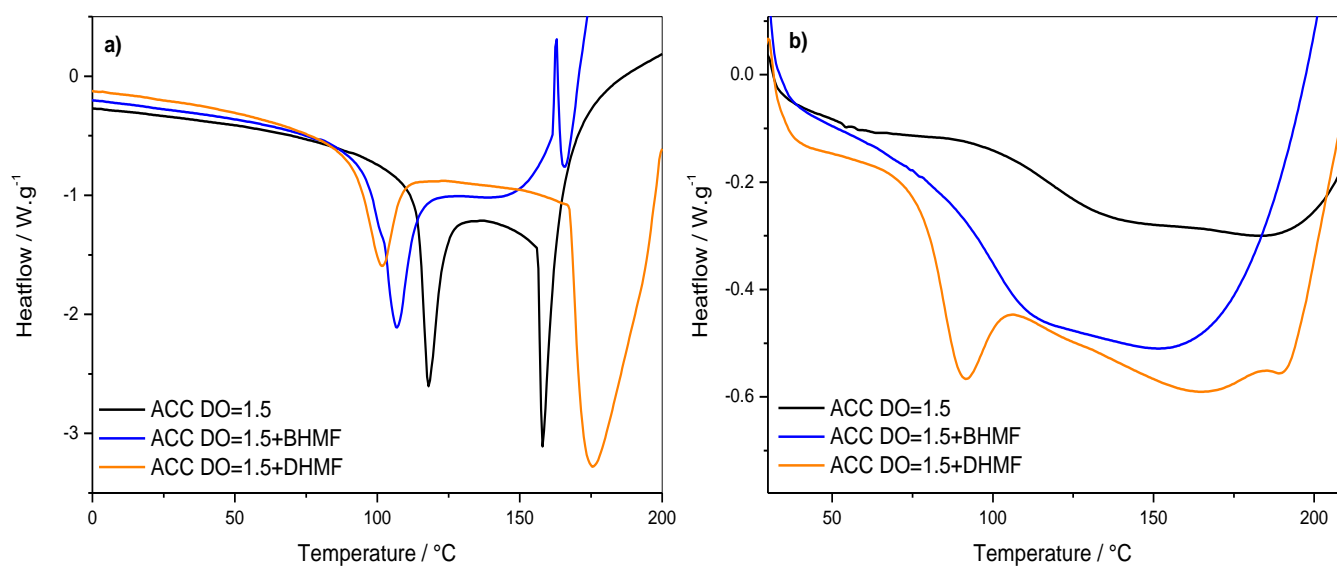 a)
0
-1
-2
-3
Heatflow / W.g⁻¹
ACC DO=1.5
ACC DO=1.5+BHMF
ACC DO=1.5+DHMF
0
50
100
150
200
Temperature / °C
b)
0.0
-0.2
-0.4
-0.6
Heatflow / W.g⁻¹
ACC DO=1.5
ACC DO=1.5+BHMF
ACC DO=1.5+DHMF
50
100
150
200
Temperature / °C